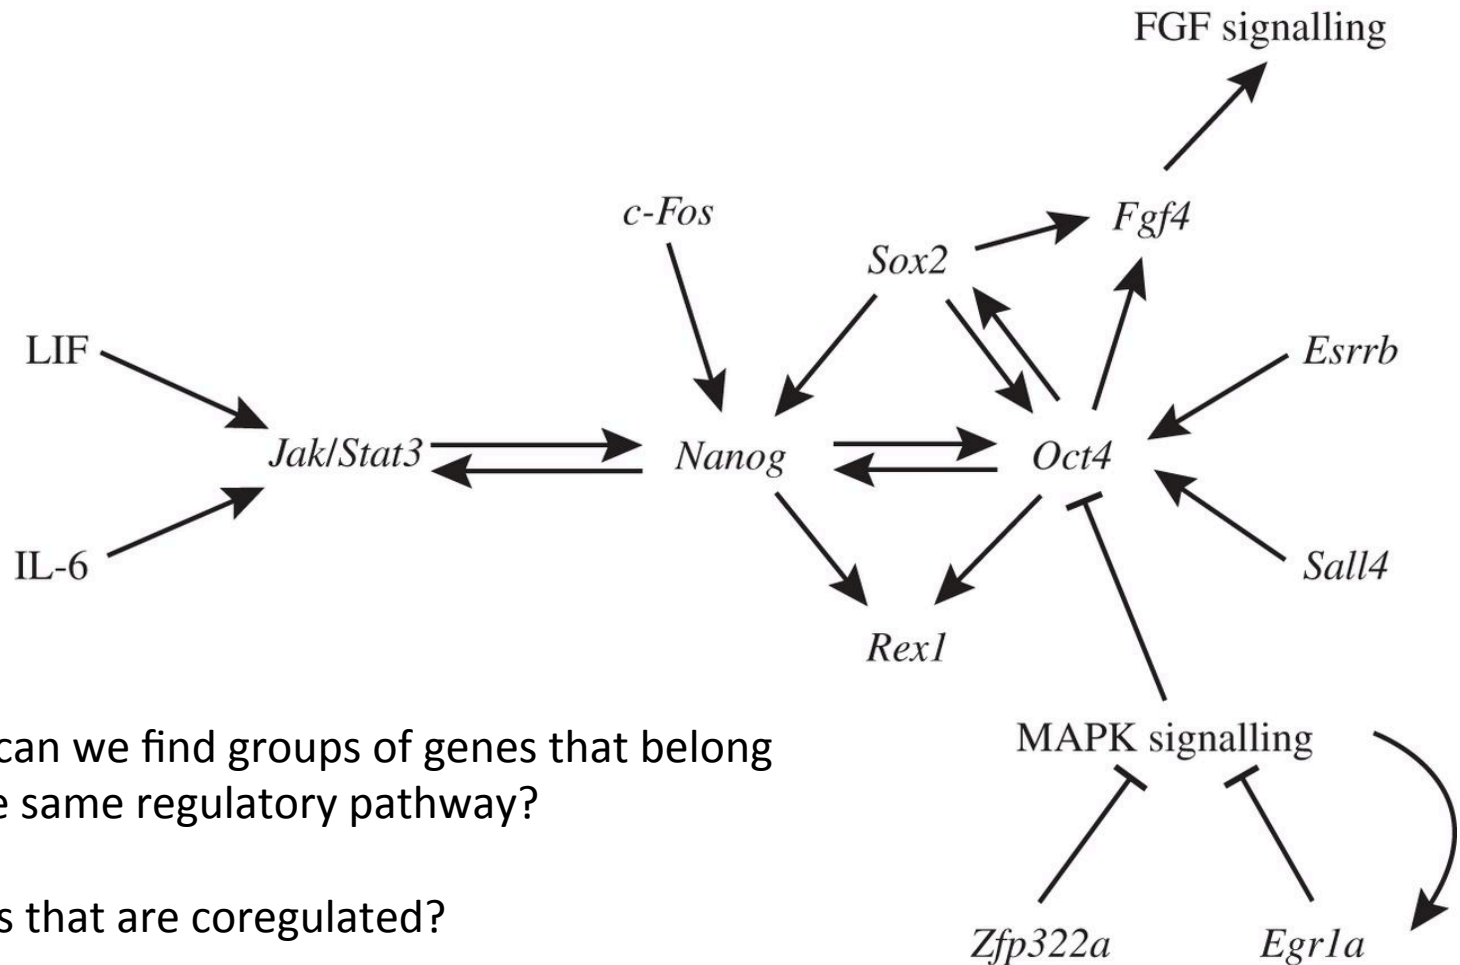 FGF signalling
c-Fos
Sox2
Fgf4
LIF
Esrrb
Jak/Stat3
Nanog
Oct4
IL-6
Sall4
Rex1
can we find groups of genes that belong
e same regulatory pathway?
MAPK signalling
s that are coregulated?
Zfp322a
Egr1a